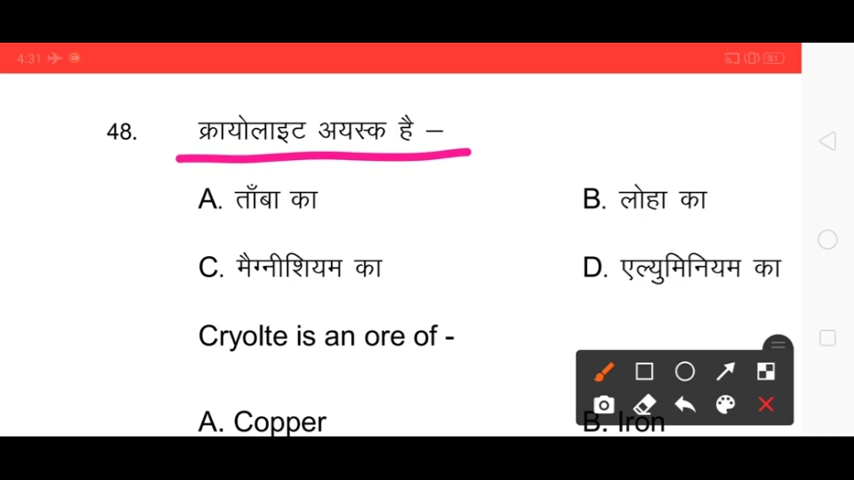 4:31
48. क्रायोलाइट अयस्क है –
A. ताँबा का B. लोहा का
C. मैग्नीशियम का D. एल्युमिनियम का
Cryolte is an ore of -
A. Copper B. Iron